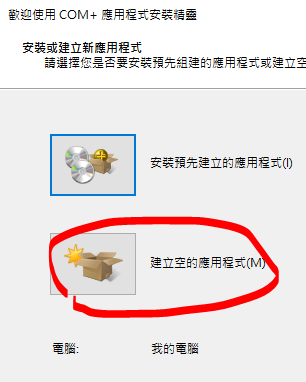 歡迎使用 COM+ 應用程式安裝精靈
安裝或建立新應用程式
請選擇您是否要安裝預先組建的應用程式或建立空
安裝預先建立的應用程式(I)
建立空的應用程式(M)
電腦: 我的電腦